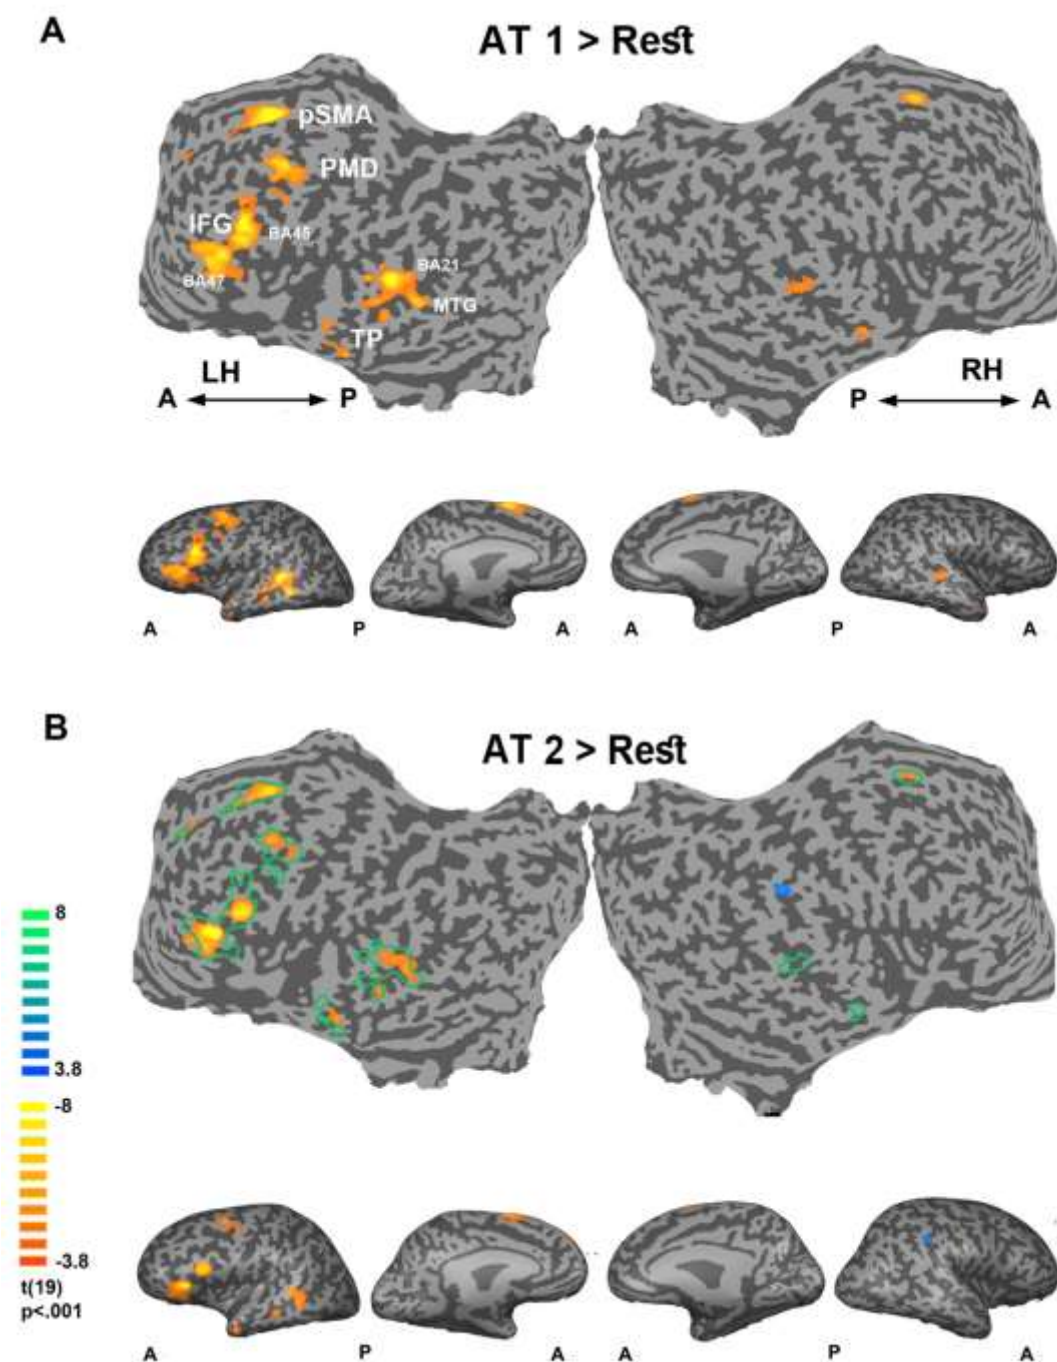 A
AT 1 > Rest
pSMA
PMD
IFG
BA45
BA47
BA21
MTG
TP
LH
RH
A P
P A
A P A A P A
B
AT 2 > Rest
8
3.8
-8
-3.8
t(19)
p<.001
A P A A P A